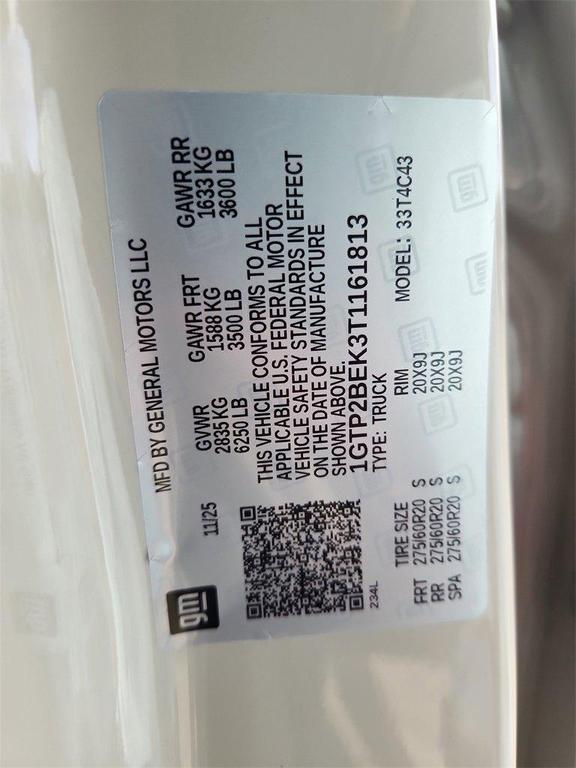 gm
MFD BY GENERAL MOTORS LLC
11/25
GVWR GAWR FRT GAWR RR
2835 KG 1588 KG 1633 KG
6250 LB 3500 LB 3600 LB
THIS VEHICLE CONFORMS TO ALL
APPLICABLE U.S. FEDERAL MOTOR
VEHICLE SAFETY STANDARDS IN EFFECT
ON THE DATE OF MANUFACTURE
SHOWN ABOVE.
1GTP2BEK3T1161813
TYPE: TRUCK MODEL: 33T4C43
234L
TIRE SIZE RIM
FRT 275/60R20 S 20X9J
RR 275/60R20 S 20X9J
SPA 275/60R20 S 20X9J
gm
gm
gm